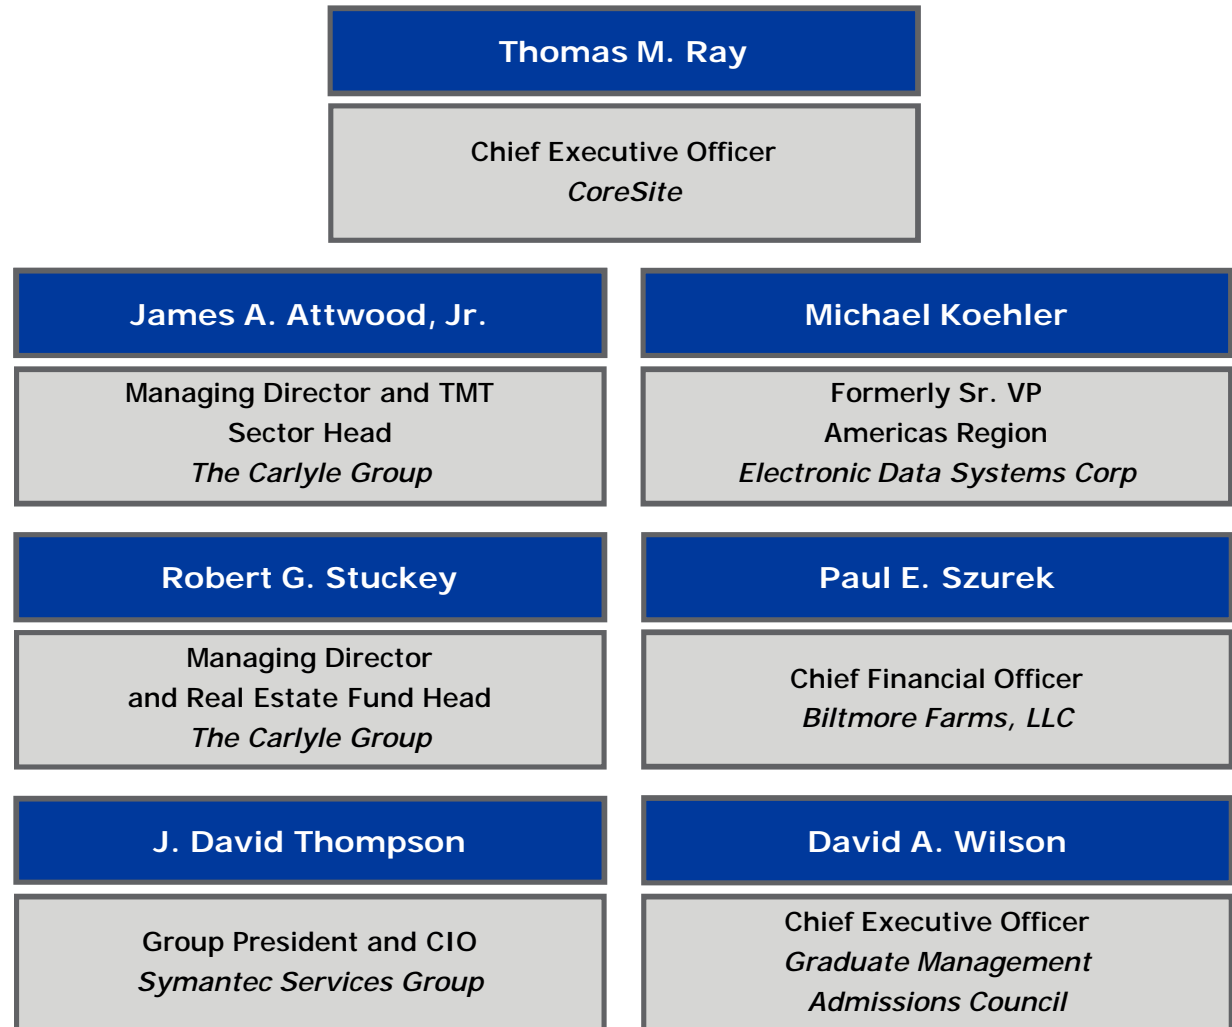 Thomas M. Ray
Chief Executive Officer
CoreSite
James A. Attwood, Jr.
Managing Director and TMT
Sector Head
The Carlyle Group
Michael Koehler
Formerly Sr. VP
Americas Region
Electronic Data Systems Corp
Robert G. Stuckey
Managing Director
and Real Estate Fund Head
The Carlyle Group
Paul E. Szurek
Chief Financial Officer
Biltmore Farms, LLC
J. David Thompson
Group President and CIO
Symantec Services Group
David A. Wilson
Chief Executive Officer
Graduate Management
Admissions Council